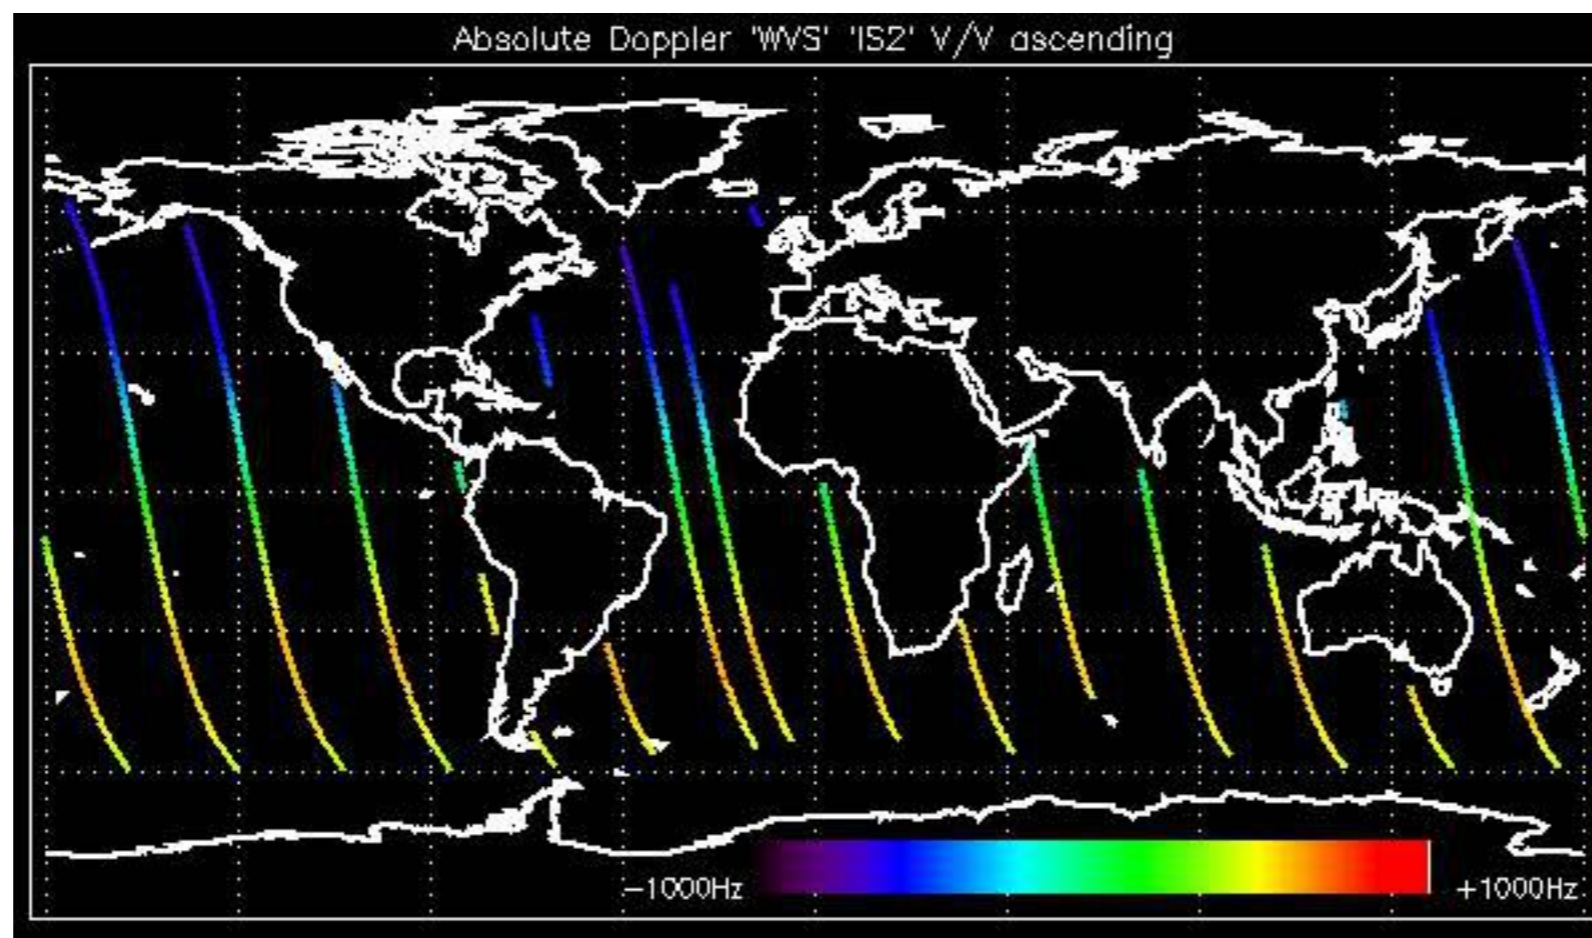 Absolute Doppler 'WVS' 'IS2' V/V ascending
−1000Hz +1000Hz